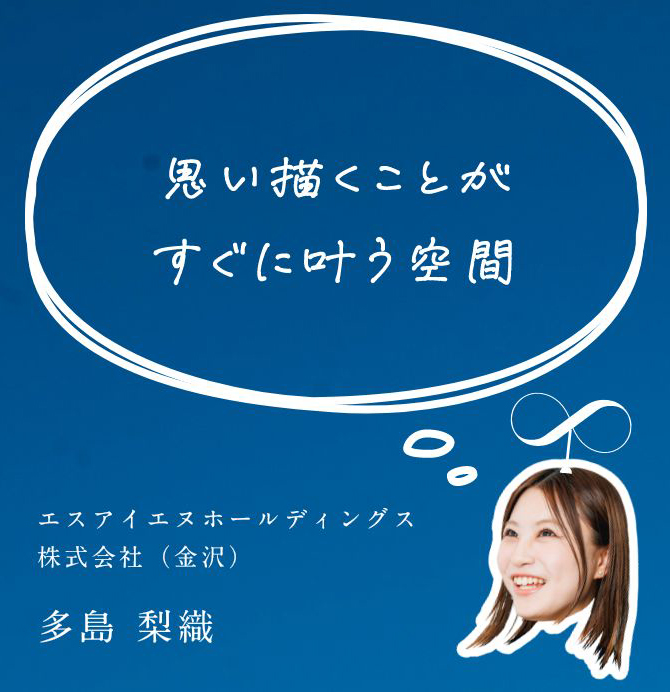 思い描くことが
すぐに叶う空間
エスアイエヌホールディングス
株式会社（金沢）
多島 梨織